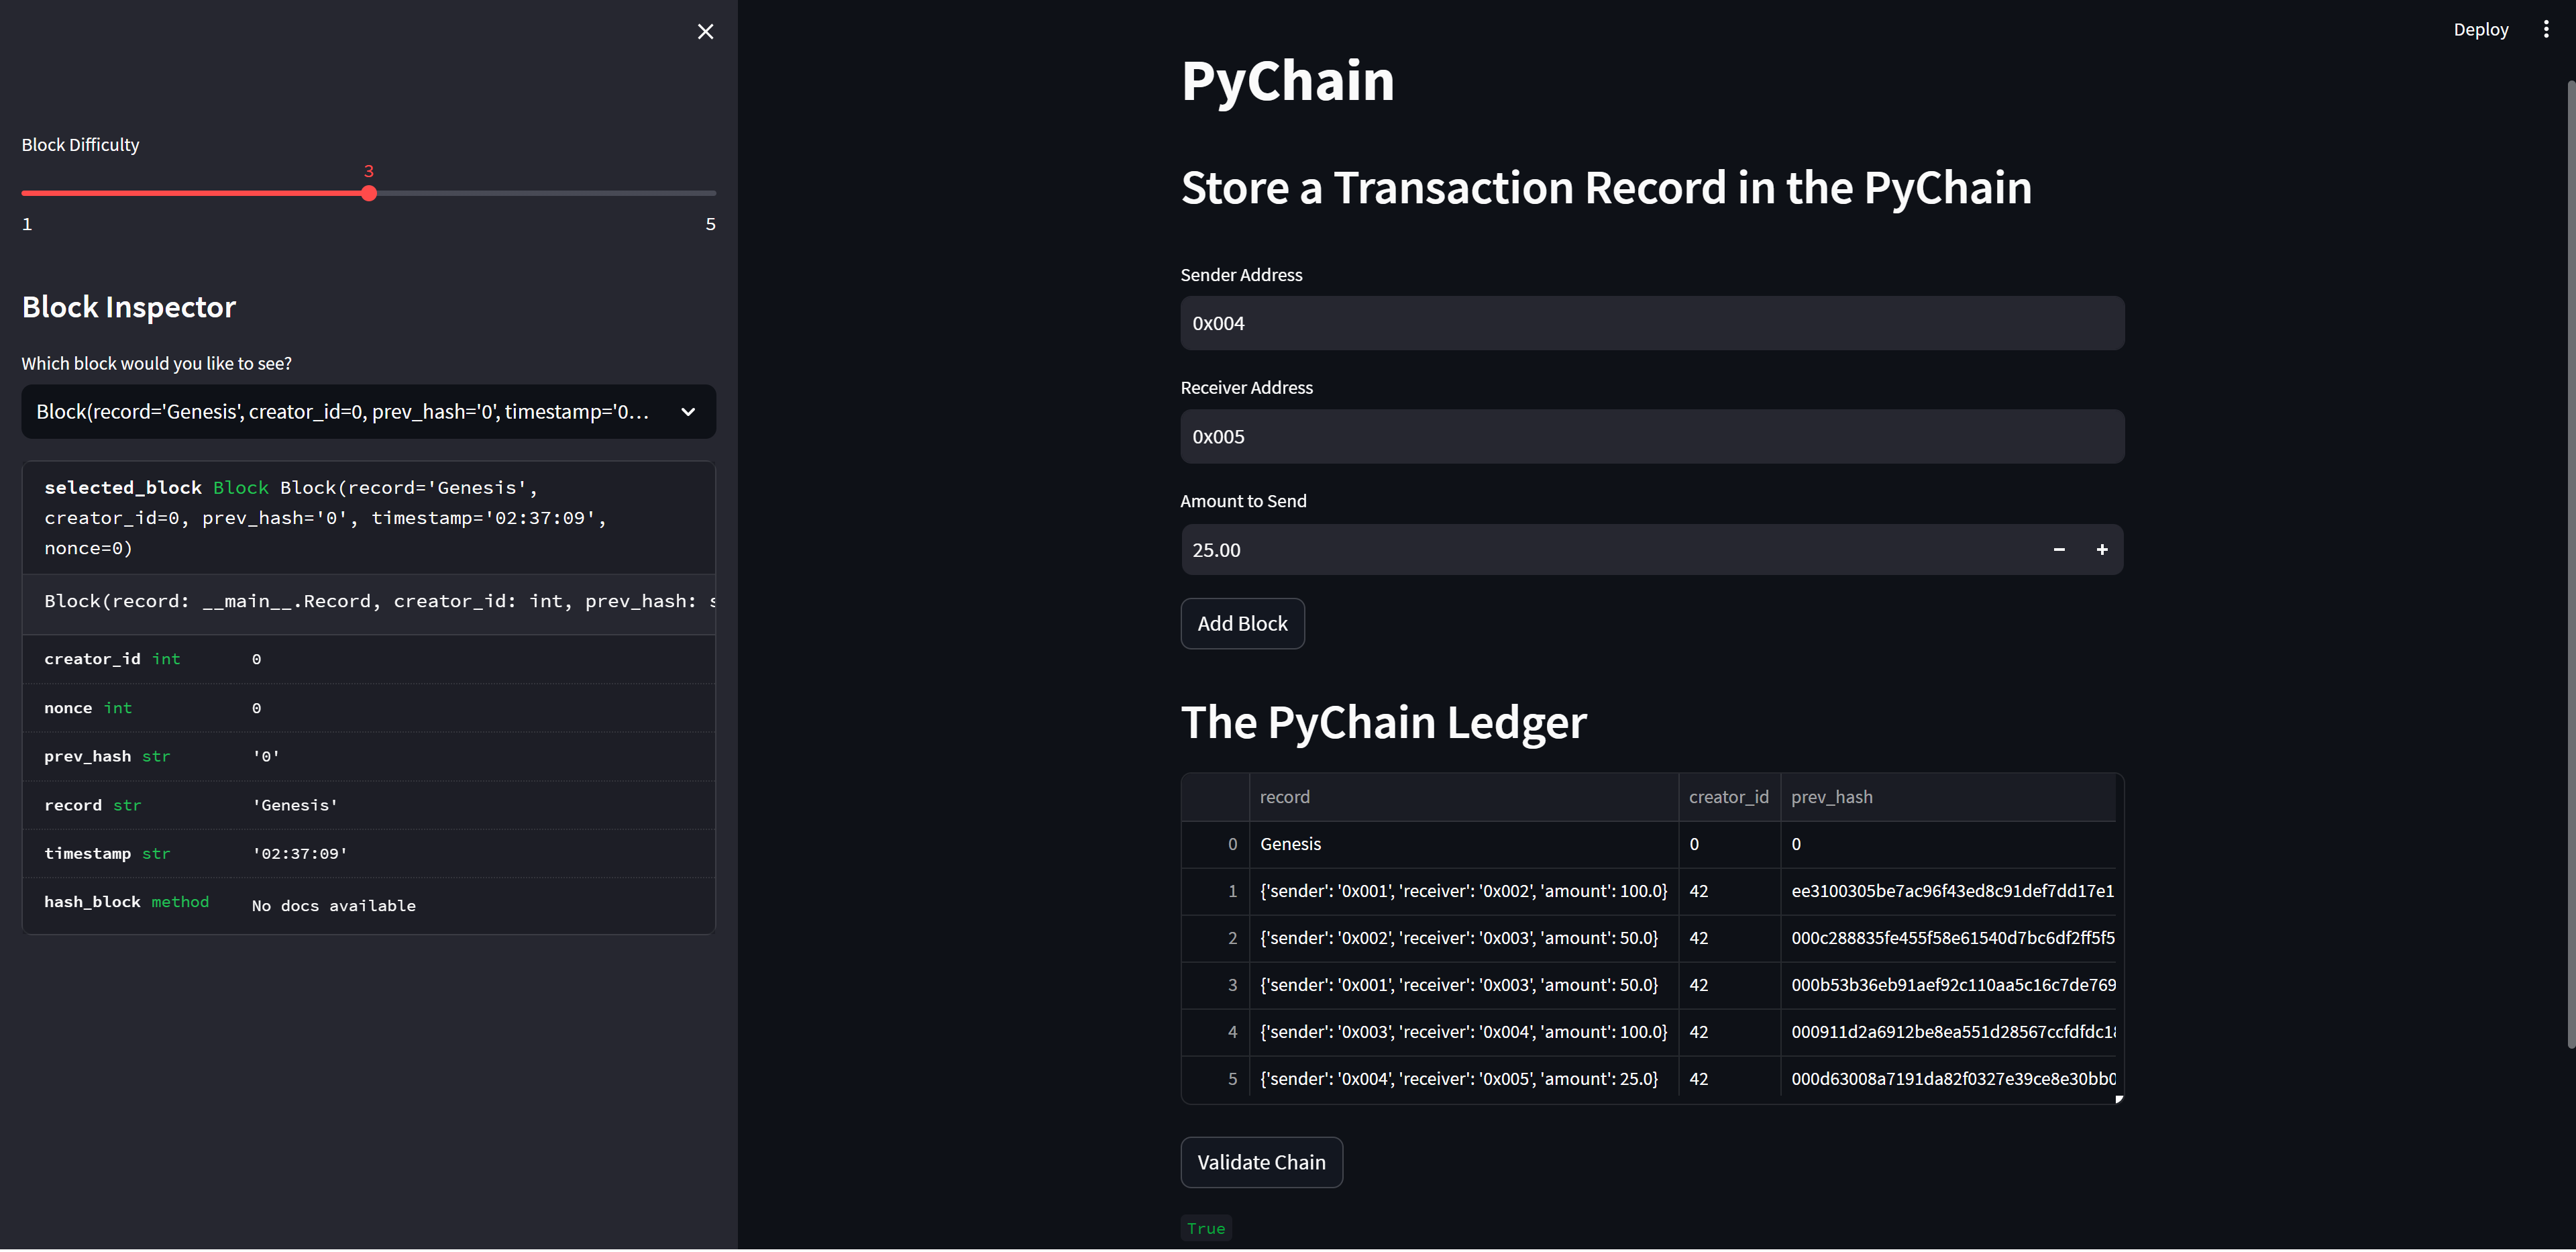 Block Difficulty
3
1 5
Block Inspector
Which block would you like to see?
Block(record='Genesis', creator_id=0, prev_hash='0', timestamp='0...
selected_block Block Block(record='Genesis',
creator_id=0, prev_hash='0', timestamp='02:37:09',
nonce=0)
Block(record: __main__.Record, creator_id: int, prev_hash: s
creator_id int 0
nonce int 0
prev_hash str '0'
record str 'Genesis'
timestamp str '02:37:09'
hash_block method No docs available
Deploy
PyChain
Store a Transaction Record in the PyChain
Sender Address
0x004
Receiver Address
0x005
Amount to Send
25.00
Add Block
The PyChain Ledger
record creator_id prev_hash
0 Genesis 0 0
1 {'sender': '0x001', 'receiver': '0x002', 'amount': 100.0} 42 ee3100305be7ac96f43ed8c91def7dd17e1
2 {'sender': '0x002', 'receiver': '0x003', 'amount': 50.0} 42 000c288835fe455f58e61540d7bc6df2ff5f5
3 {'sender': '0x001', 'receiver': '0x003', 'amount': 50.0} 42 000b53b36eb91aef92c110aa5c16c7de769
4 {'sender': '0x003', 'receiver': '0x004', 'amount': 100.0} 42 000911d2a6912be8ea551d28567ccfdfdc18
5 {'sender': '0x004', 'receiver': '0x005', 'amount': 25.0} 42 000d63008a7191da82f0327e39ce8e30bb0
Validate Chain
True